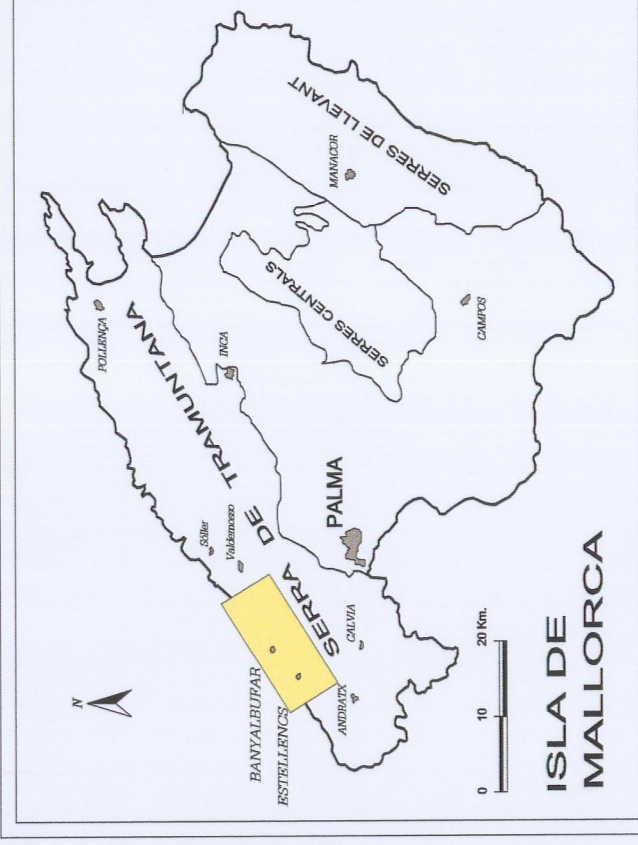 N
POLLENÇA
SERRES DE LLEVANT
MANACOR
SERRES CENTRALS
INCA
SERRA DE TRAMUNTANA
Sóller
Valdemosso
PALMA
CAMPOS
BANYALBUFAR
ESTELLENCS
CALVIA
ANDRATX
0 10 20 Km.
ISLA DE
MALLORCA